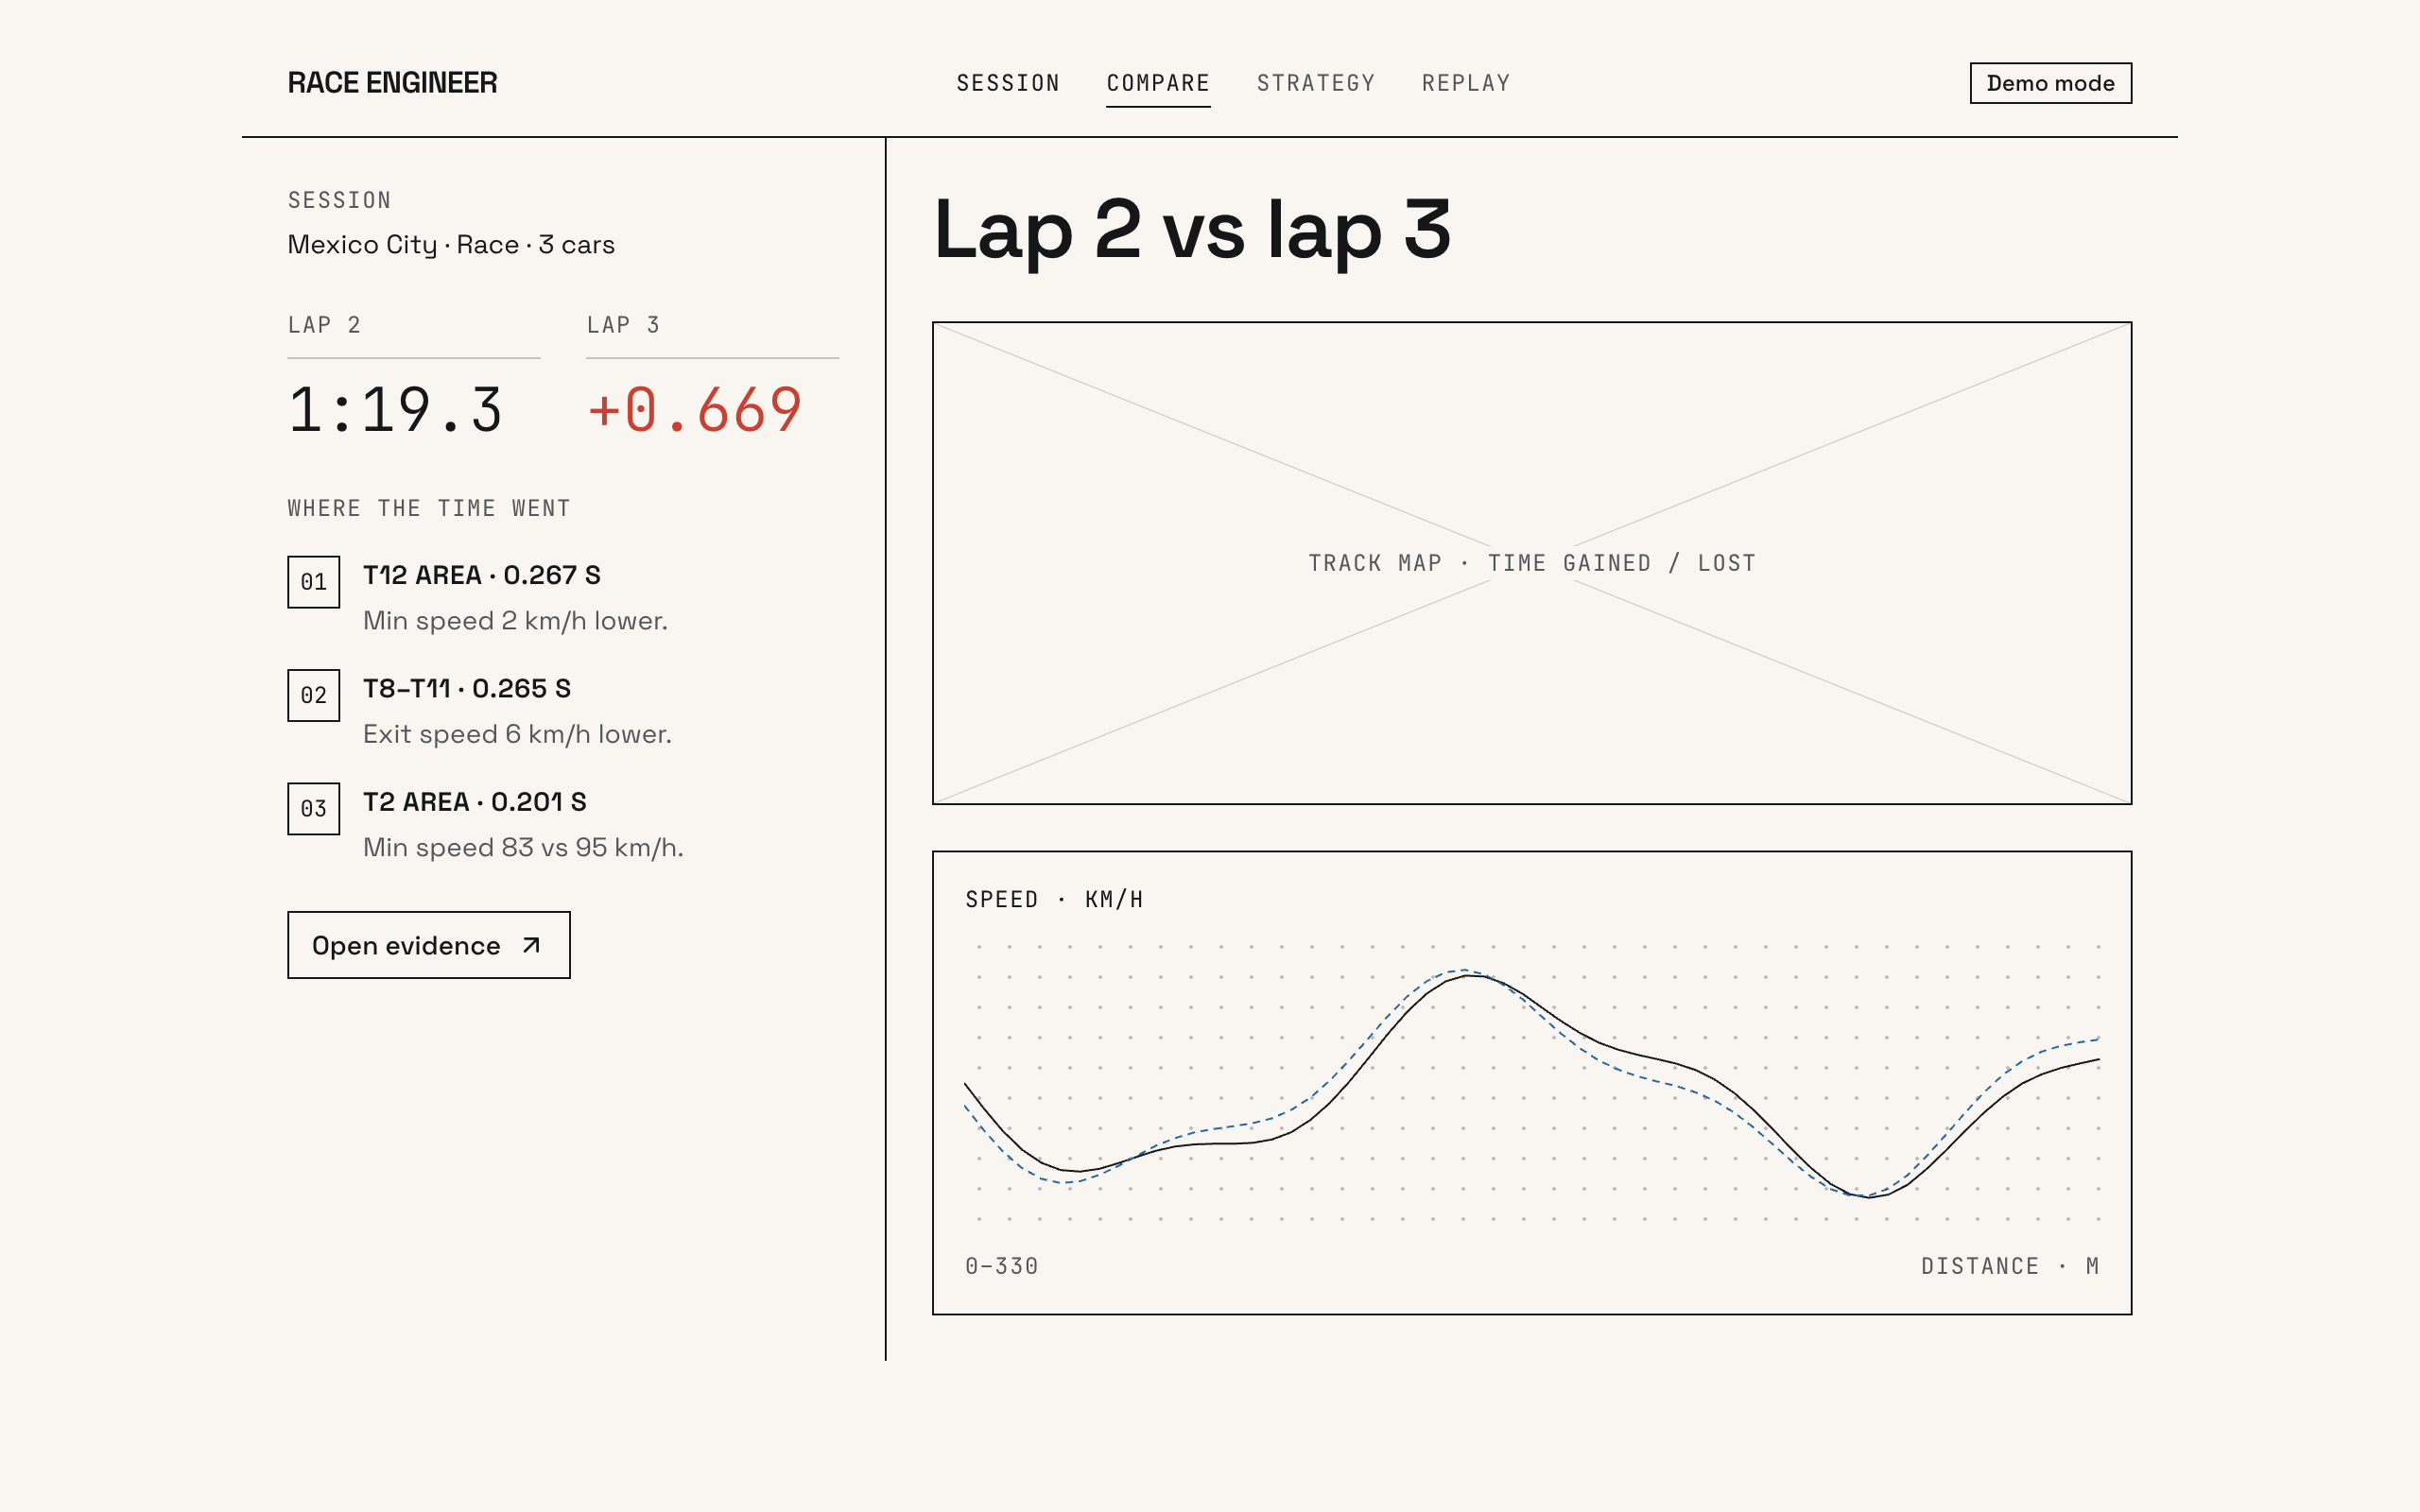 RACE ENGINEER
SESSION COMPARE STRATEGY REPLAY
Demo mode
SESSION
Mexico City · Race · 3 cars
LAP 2
LAP 3
1:19.3
+0.669
WHERE THE TIME WENT
01
T12 AREA · 0.267 S
Min speed 2 km/h lower.
02
T8–T11 · 0.265 S
Exit speed 6 km/h lower.
03
T2 AREA · 0.201 S
Min speed 83 vs 95 km/h.
Open evidence ↗
Lap 2 vs lap 3
TRACK MAP · TIME GAINED / LOST
SPEED · KM/H
0–330
DISTANCE · M